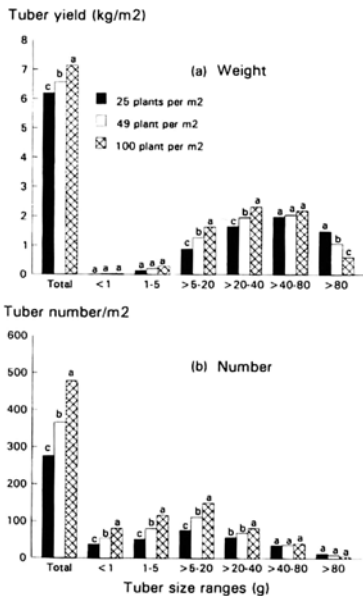 Tuber yield (kg/m2)
8
(a) Weight
7
a
b
c
25 plants per m2
6
49 plant per m2
5
100 plant per m2
4
3
2
c b a
a a a
c b a
a b c
1
a a a
a a a
0
Total <1 1-5 >5-20 >20-40 >40-80 >80
Tuber number/m2
600
(b) Number
500
a
400
b
300
c
200
c b a
100
c b a
c b a
b b a
a a a
a a a
0
Total <1 1-5 >5-20 >20-40 >40-80 >80
Tuber size ranges (g)